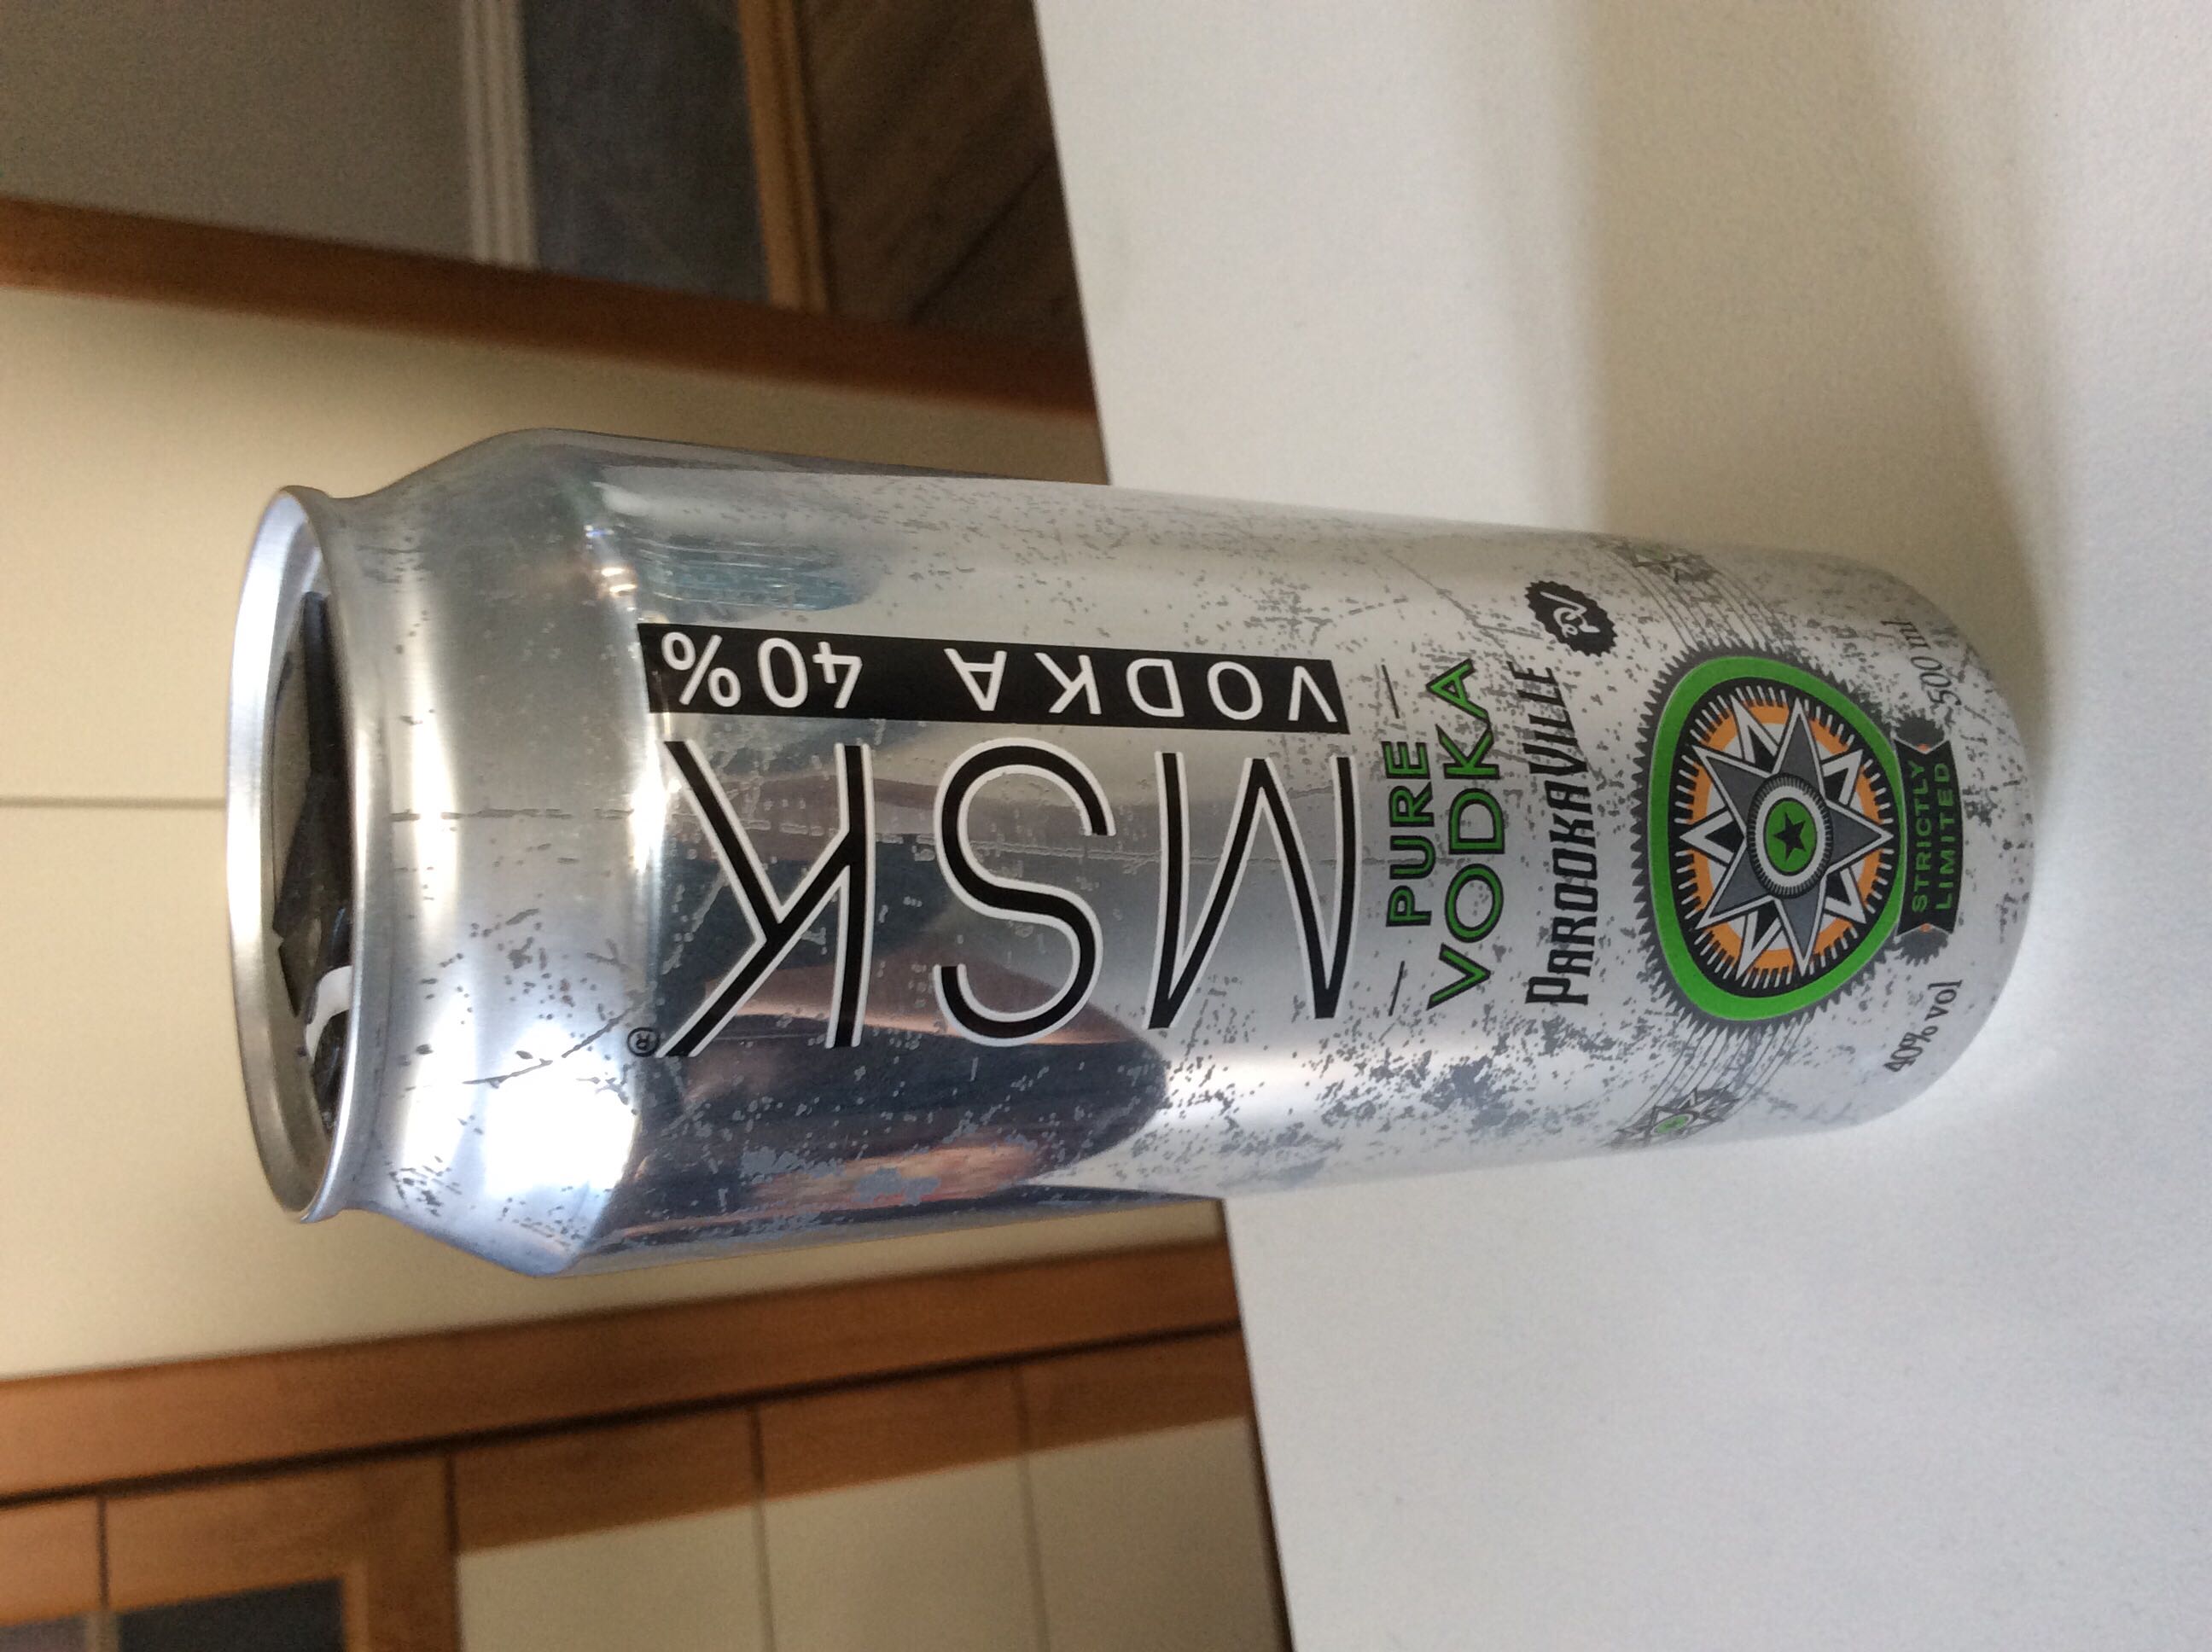 MSK®
VODKA 40%
PURE
VODKA
PAROOKAVILLE
STRICTLY
LIMITED
40% vol
500 ml